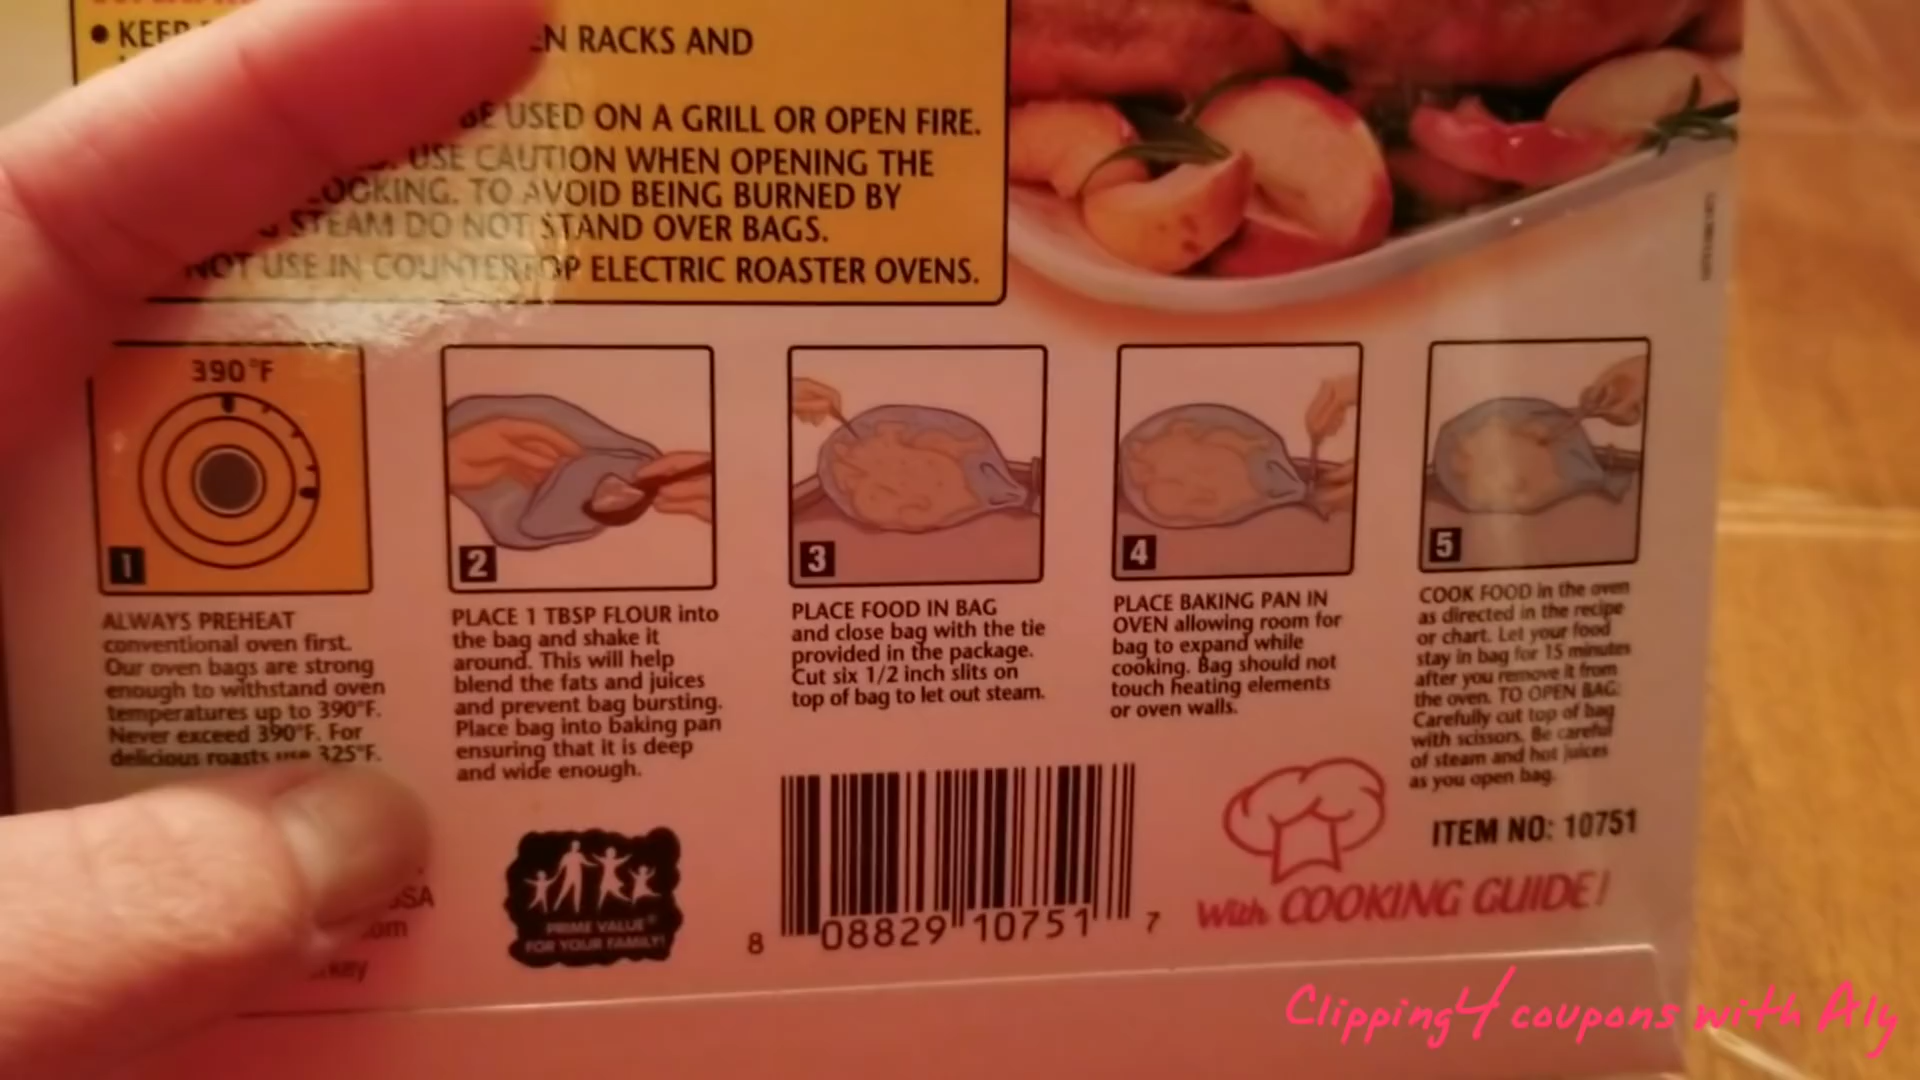 • KEEP
RACKS AND
BE USED ON A GRILL OR OPEN FIRE.
USE CAUTION WHEN OPENING THE
COOKING. TO AVOID BEING BURNED BY
STEAM DO NOT STAND OVER BAGS.
NOT USE IN COUNTERTOP ELECTRIC ROASTER OVENS.
390°F
1
ALWAYS PREHEAT
conventional oven first.
Our oven bags are strong
enough to withstand oven
temperatures up to 390°F.
Never exceed 390°F. For
delicious roasts use 325°F.
2
PLACE 1 TBSP FLOUR into
the bag and shake it
around. This will help
blend the fats and juices
and prevent bag bursting.
Place bag into baking pan
ensuring that it is deep
and wide enough.
3
PLACE FOOD IN BAG
and close bag with the tie
provided in the package.
Cut six 1/2 inch slits on
top of bag to let out steam.
4
PLACE BAKING PAN IN
OVEN allowing room for
bag to expand while
cooking. Bag should not
touch heating elements
or oven walls.
5
COOK FOOD in the oven
as directed in the recipe
or chart. Let your food
stay in bag for 15 minutes
after you remove it from
the oven. TO OPEN BAG:
Carefully cut top of bag
with scissors. Be careful
of steam and hot juices
as you open bag.
PRIME VALUE®
FOR YOUR FAMILY!
8 08829 10751 7
ITEM NO: 10751
With COOKING GUIDE!
Clipping4 coupons with Aly